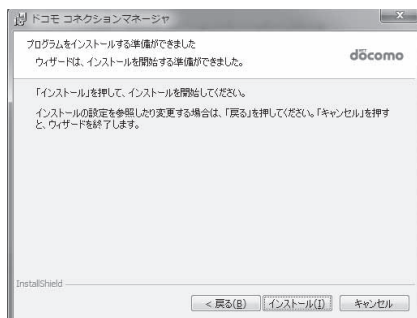 ドコモ コネクションマネージャ
プログラムをインストールする準備ができました
ウィザードは、インストールを開始する準備ができました。
döcomo
「インストール」を押して、インストールを開始してください。
インストールの設定を参照したり変更する場合は、「戻る」を押してください。「キャンセル」を押す
と、ウィザードを終了します。
InstallShield
< 戻る(B)
インストール(I)
キャンセル